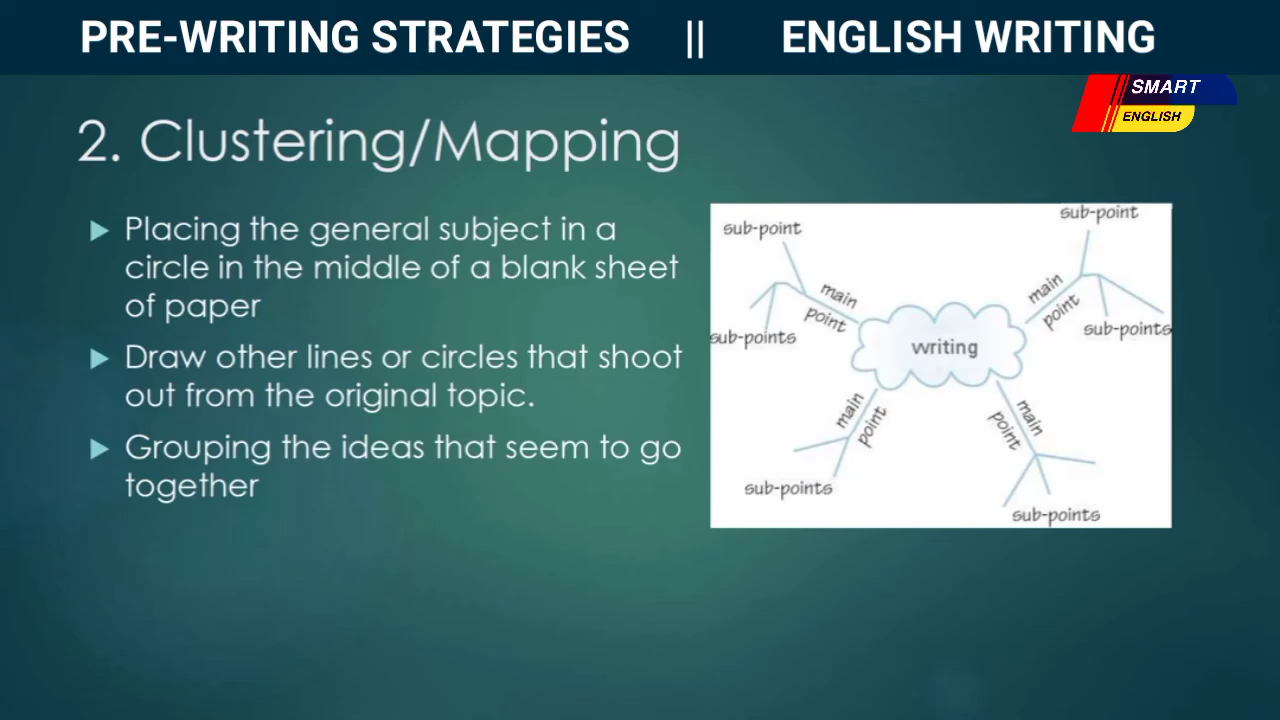 PRE-WRITING STRATEGIES || ENGLISH WRITING
SMART
ENGLISH
2. Clustering/Mapping
Placing the general subject in a
circle in the middle of a blank sheet
of paper
Draw other lines or circles that shoot
out from the original topic.
Grouping the ideas that seem to go
together
sub-point
sub-point
main
point
main
point
sub-points
sub-points
writing
main
point
main
point
sub-points
sub-points